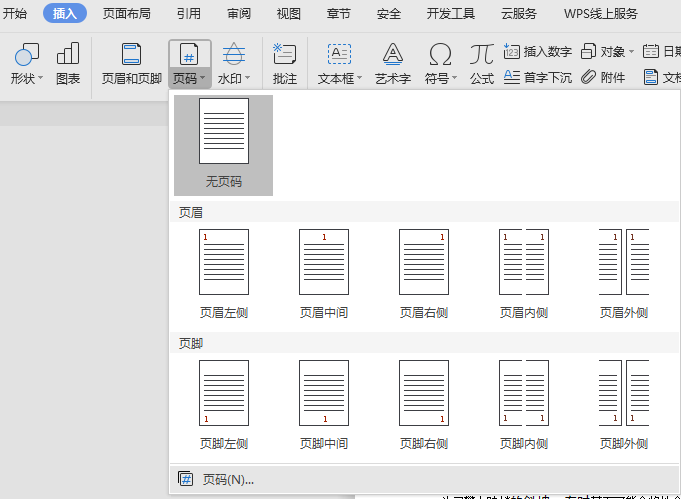 开始 插入 页面布局 引用 审阅 视图 章节 安全 开发工具 云服务 WPS线上服务
形状 图表 页眉和页脚 页码 水印 批注 文本框 艺术字 符号 公式 插入数字 对象 日期
首字下沉 附件 文档
无页码
页眉
1 1 1 1 1 1 1
页眉左侧 页眉中间 页眉右侧 页眉内侧 页眉外侧
页脚
1 1 1 1 1 1 1
页脚左侧 页脚中间 页脚右侧 页脚内侧 页脚外侧
页码(N)...